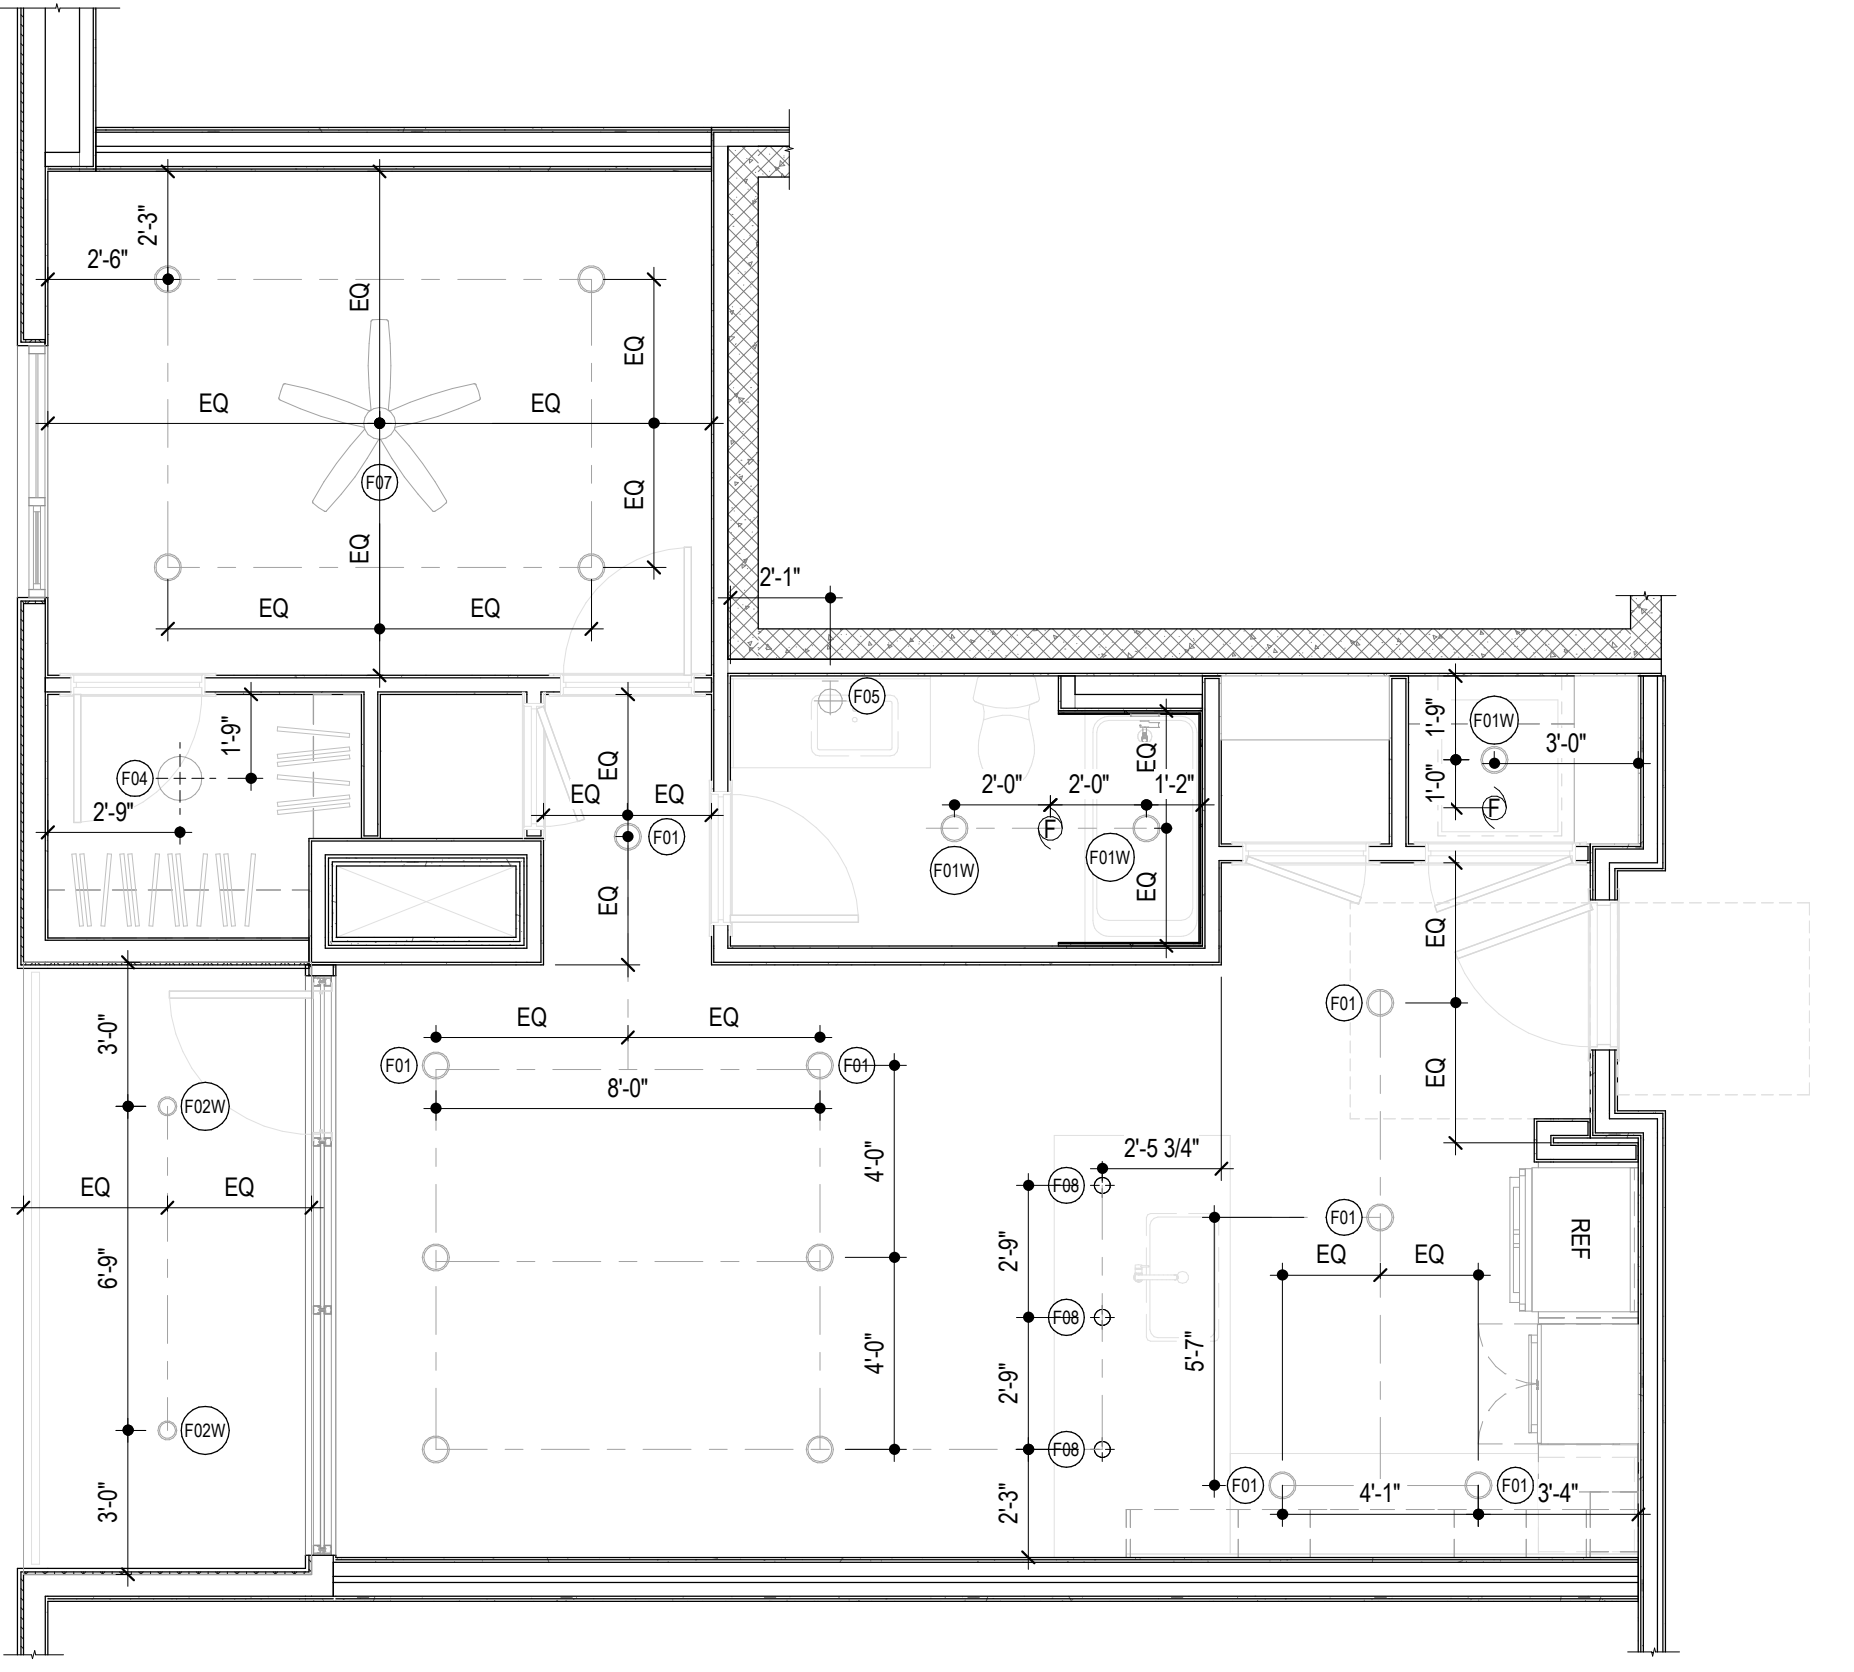 2'-3"
2'-6"
EQ
EQ
EQ
EQ
EQ
F07
EQ
EQ
EQ
2'-1"
F05
F01W
1'-9"
1'-9"
3'-0"
EQ
EQ
F04
EQ
EQ
2'-0"
2'-0"
1'-2"
1'-0"
F
2'-9"
F01
F
F01W
F01W
EQ
EQ
EQ
F01
EQ
EQ
3'-0"
F01
8'-0"
F01
EQ
F02W
4'-0"
2'-5 3/4"
EQ
EQ
F08
F01
REF
6'-9"
2'-9"
EQ
EQ
F08
4'-0"
5'-7"
2'-9"
F02W
F08
3'-0"
2'-3"
F01
4'-1"
F01
3'-4"